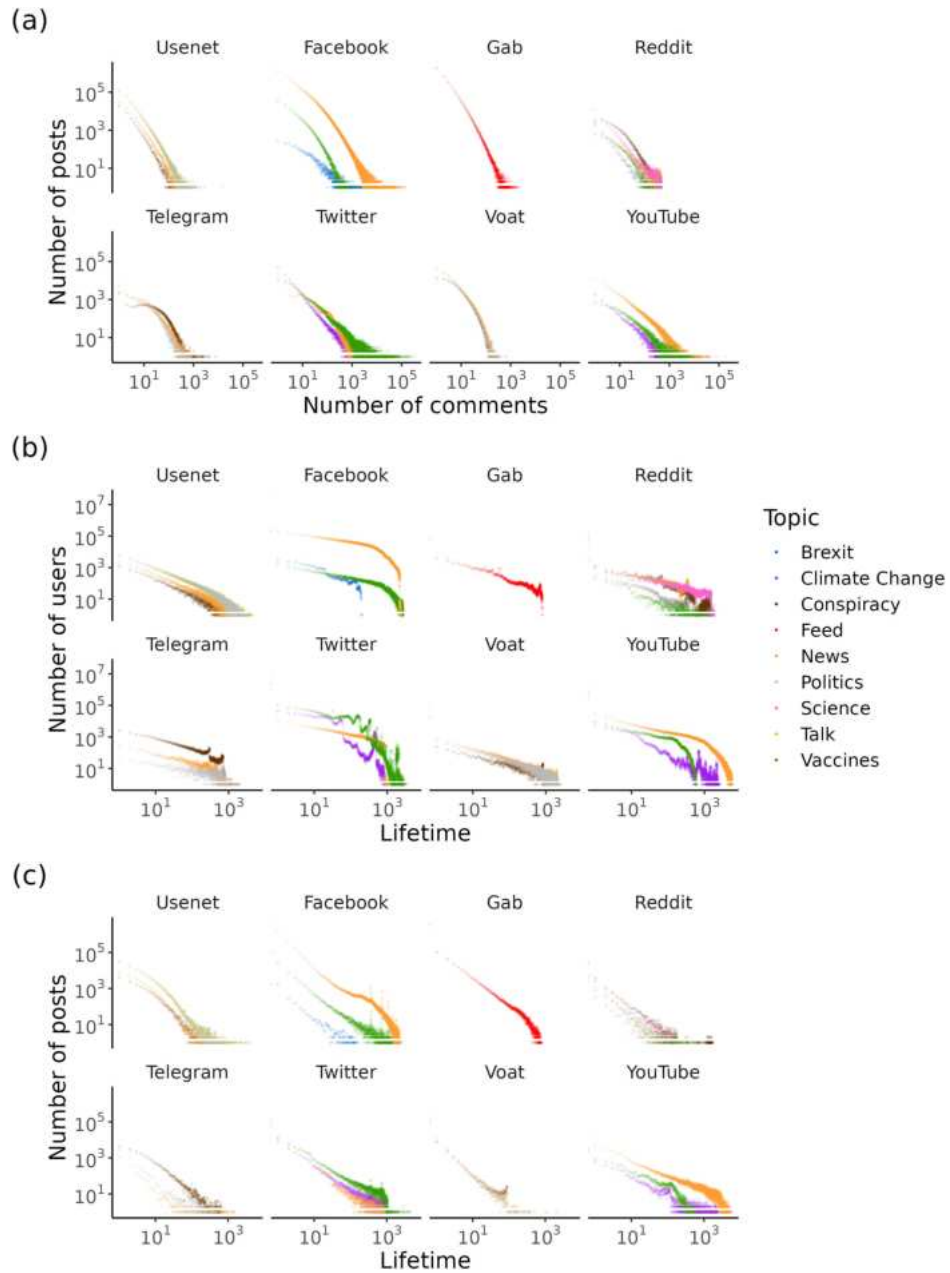 (a)
Usenet Facebook Gab Reddit
10^5
10^3
10^1
Telegram Twitter Voat YouTube
10^5
10^3
10^1
Number of posts
10^1 10^3 10^5 10^1 10^3 10^5 10^1 10^3 10^5 10^1 10^3 10^5
Number of comments
(b)
Usenet Facebook Gab Reddit
10^7
10^5
10^3
10^1
Telegram Twitter Voat YouTube
10^7
10^5
10^3
10^1
Number of users
10^1 10^3 10^1 10^3 10^1 10^3 10^1 10^3
Lifetime
Topic
Brexit
Climate Change
Conspiracy
Feed
News
Politics
Science
Talk
Vaccines
(c)
Usenet Facebook Gab Reddit
10^5
10^3
10^1
Telegram Twitter Voat YouTube
10^5
10^3
10^1
Number of posts
10^1 10^3 10^1 10^3 10^1 10^3 10^1 10^3
Lifetime